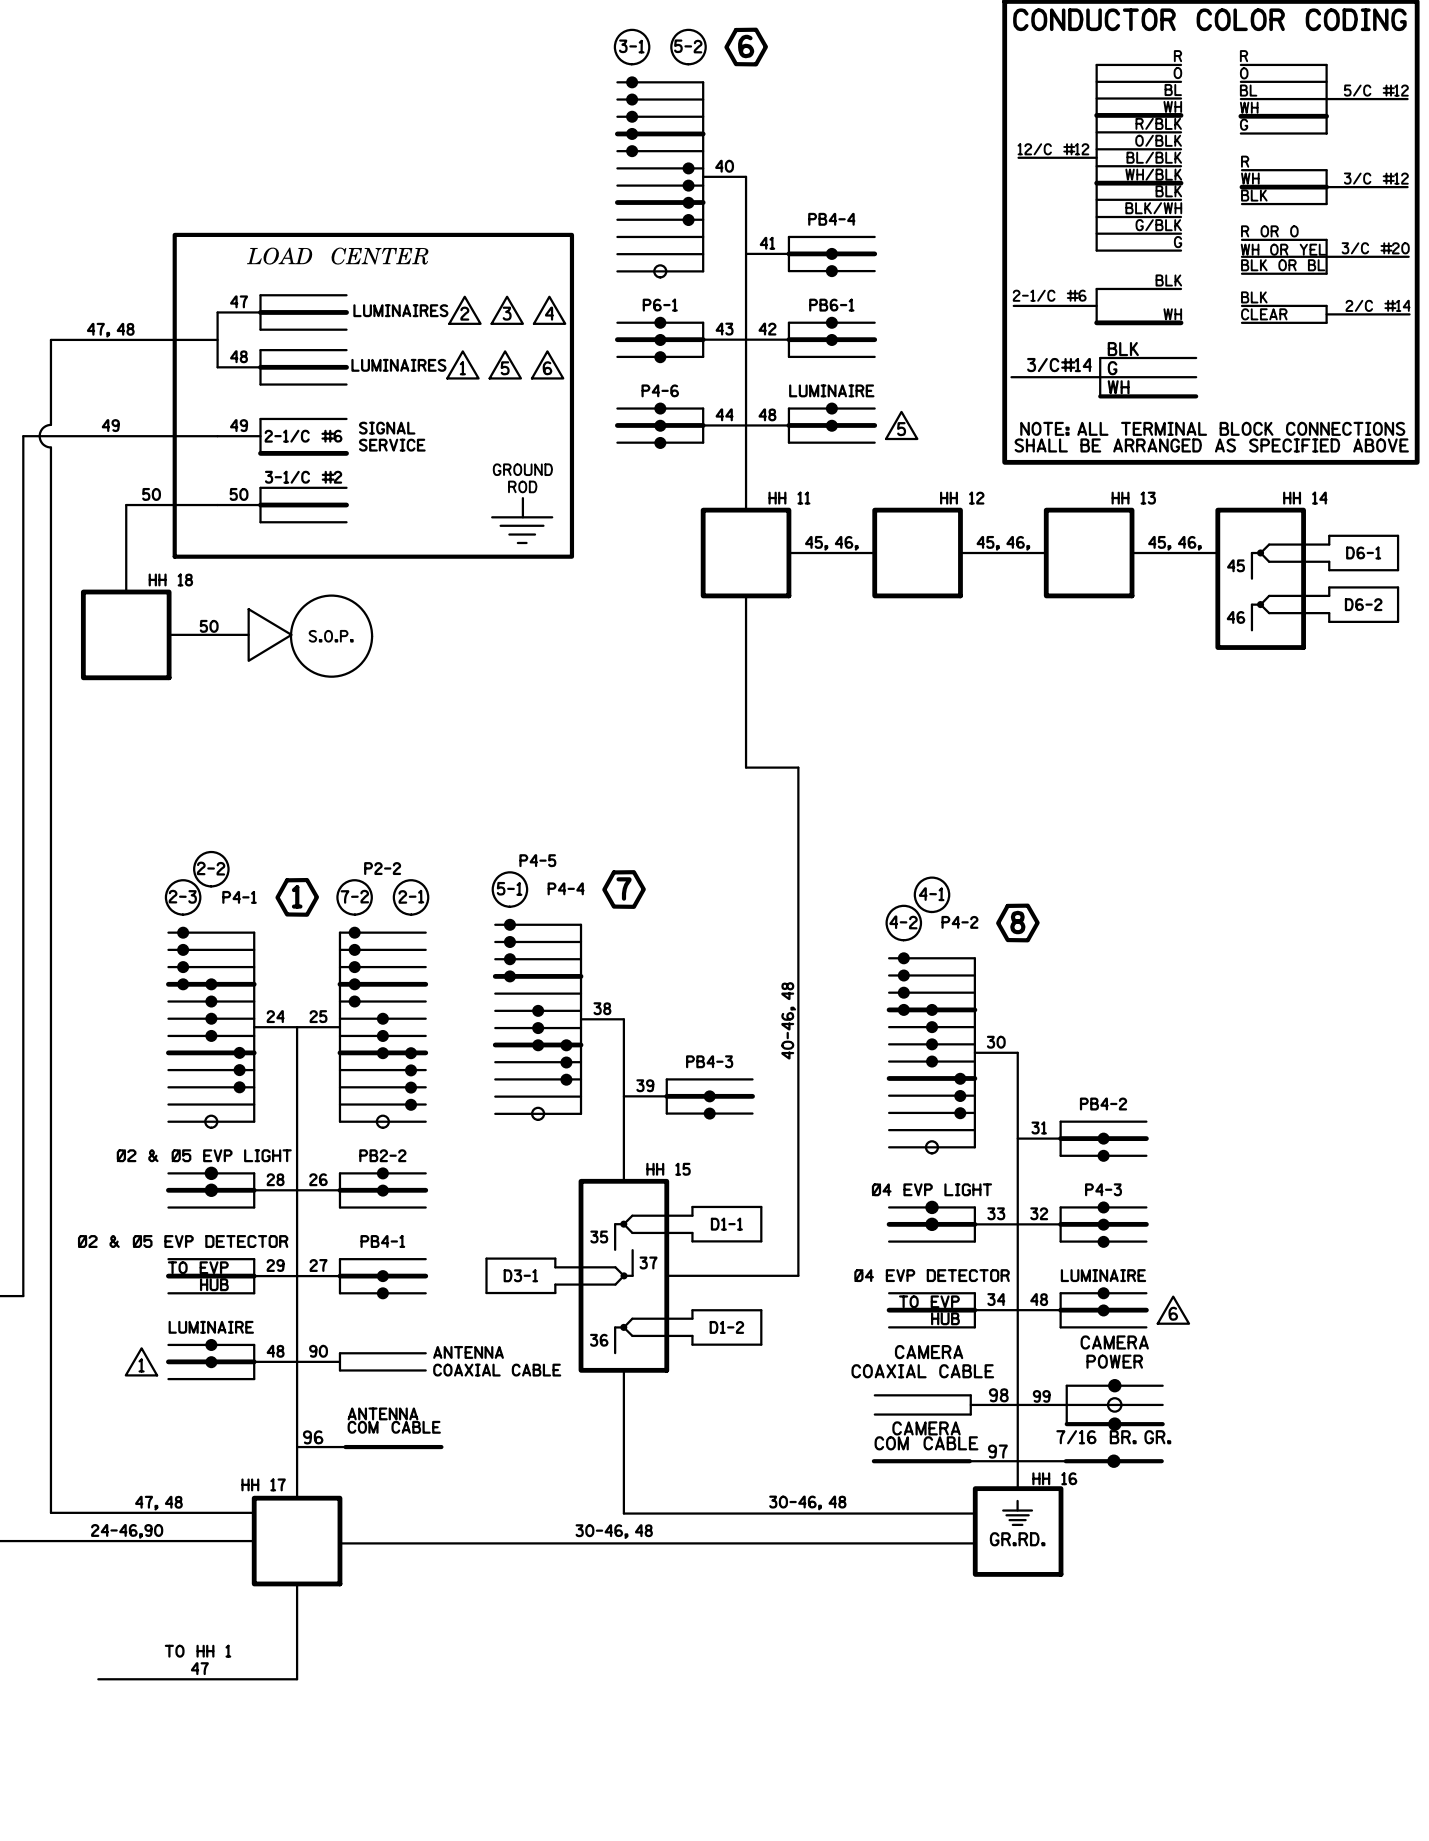 CONDUCTOR COLOR CODING
R
O
BL
WH
R/BLK
O/BLK
BL/BLK
WH/BLK
BLK
BLK/WH
G/BLK
G
12/C #12
R
O
BL
WH
G
5/C #12
R
WH
BLK
3/C #12
R OR O
WH OR YEL
BLK OR BL
3/C #20
BLK
WH
2-1/C #6
BLK
CLEAR
2/C #14
3/C#14
BLK
G
WH
NOTE: ALL TERMINAL BLOCK CONNECTIONS
SHALL BE ARRANGED AS SPECIFIED ABOVE
3-1
5-2
6
40
41
PB4-4
P6-1
43
42
PB6-1
P4-6
44
48
LUMINAIRE
5
LOAD CENTER
47
LUMINAIRES
2
3
4
47, 48
48
LUMINAIRES
1
5
6
49
49
2-1/C #6
SIGNAL
SERVICE
3-1/C #2
50
50
GROUND
ROD
HH 18
50
S.O.P.
HH 11
45, 46,
HH 12
45, 46,
HH 13
45, 46,
HH 14
45
D6-1
46
D6-2
2-2
2-3
P4-1
1
P2-2
7-2
2-1
24
25
Ø2 & Ø5 EVP LIGHT
28
26
PB2-2
Ø2 & Ø5 EVP DETECTOR
TO EVP
HUB
29
27
PB4-1
LUMINAIRE
1
48
90
ANTENNA
COAXIAL CABLE
ANTENNA
COM CABLE
96
HH 17
47, 48
24-46,90
TO HH 1
47
P4-5
5-1
P4-4
7
38
39
PB4-3
HH 15
35
D1-1
D3-1
37
36
D1-2
40-46, 48
30-46, 48
30-46, 48
4-1
4-2
P4-2
8
30
31
PB4-2
Ø4 EVP LIGHT
33
32
P4-3
Ø4 EVP DETECTOR
TO EVP
HUB
34
48
LUMINAIRE
6
CAMERA
COAXIAL CABLE
98
99
CAMERA
POWER
CAMERA
COM CABLE
97
7/16 BR. GR.
HH 16
GR.RD.